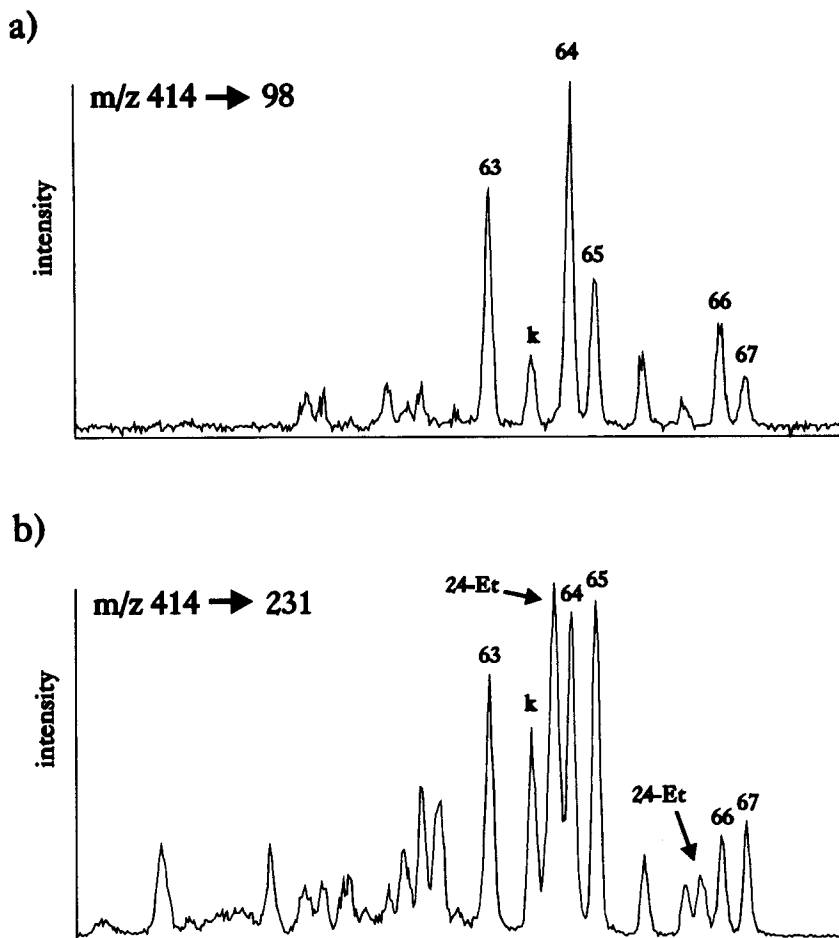 a)
m/z 414 → 98
intensity
63
k
64
65
66
67
b)
m/z 414 → 231
intensity
63
k
24-Et
64
65
24-Et
66
67